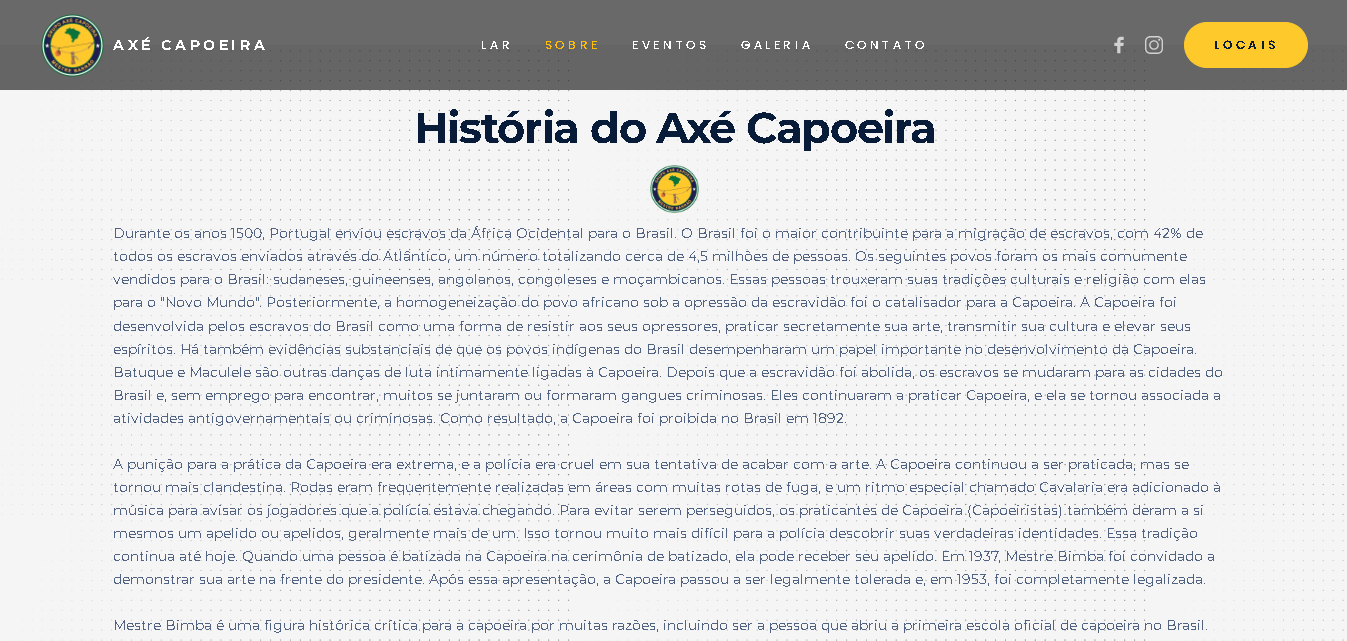 AXÉ CAPOEIRA
LAR
SOBRE
EVENTOS
GALERIA
CONTATO
LOCAIS
História do Axé Capoeira
Durante os anos 1500, Portugal enviou escravos da África Ocidental para o Brasil. O Brasil foi o maior contribuinte para a migração de escravos, com 42% de
todos os escravos enviados através do Atlântico, um número totalizando cerca de 4,5 milhões de pessoas. Os seguintes povos foram os mais comumente
vendidos para o Brasil: sudaneses, guineenses, angolanos, congoleses e moçambicanos. Essas pessoas trouxeram suas tradições culturais e religião com elas
para o "Novo Mundo". Posteriormente, a homogeneização do povo africano sob a opressão da escravidão foi o catalisador para a Capoeira. A Capoeira foi
desenvolvida pelos escravos do Brasil como uma forma de resistir aos seus opressores, praticar secretamente sua arte, transmitir sua cultura e elevar seus
espíritos. Há também evidências substanciais de que os povos indígenas do Brasil desempenharam um papel importante no desenvolvimento da Capoeira.
Batuque e Maculele são outras danças de luta intimamente ligadas à Capoeira. Depois que a escravidão foi abolida, os escravos se mudaram para as cidades do
Brasil e, sem emprego para encontrar, muitos se juntaram ou formaram gangues criminosas. Eles continuaram a praticar Capoeira, e ela se tornou associada a
atividades antigovernamentais ou criminosas. Como resultado, a Capoeira foi proibida no Brasil em 1892.
A punição para a prática da Capoeira era extrema, e a polícia era cruel em sua tentativa de acabar com a arte. A Capoeira continuou a ser praticada, mas se
tornou mais clandestina. Rodas eram frequentemente realizadas em áreas com muitas rotas de fuga, e um ritmo especial chamado Cavalaria era adicionado à
música para avisar os jogadores que a polícia estava chegando. Para evitar serem perseguidos, os praticantes de Capoeira (Capoeiristas) também deram a si
mesmos um apelido ou apelidos, geralmente mais de um. Isso tornou muito mais difícil para a polícia descobrir suas verdadeiras identidades. Essa tradição
continua até hoje. Quando uma pessoa é batizada na Capoeira na cerimônia de batizado, ela pode receber seu apelido. Em 1937, Mestre Bimba foi convidado a
demonstrar sua arte na frente do presidente. Após essa apresentação, a Capoeira passou a ser legalmente tolerada e, em 1953, foi completamente legalizada.
Mestre Bimba é uma figura histórica crítica para a capoeira por muitas razões, incluindo ser a pessoa que abriu a primeira escola oficial de capoeira no Brasil.